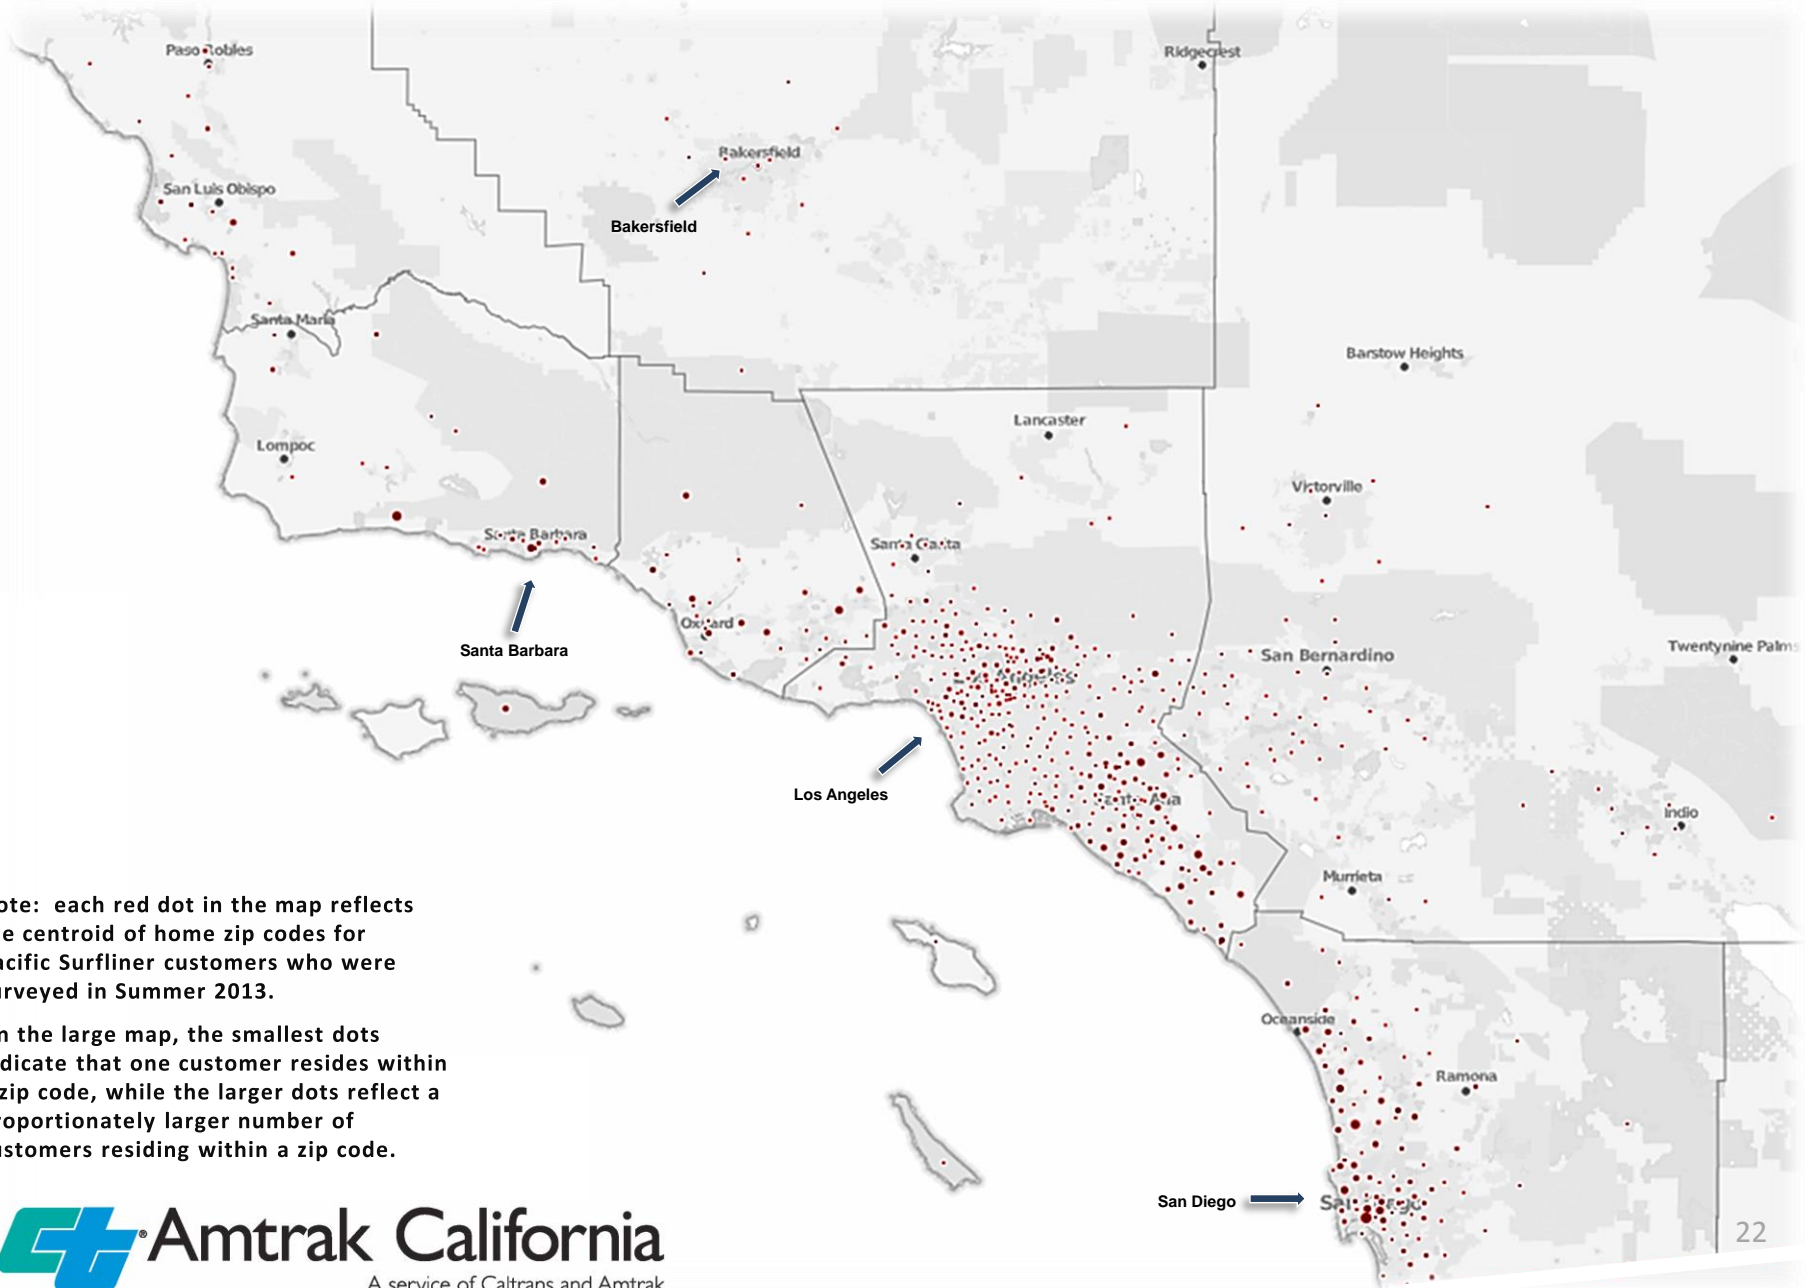 Paso Robles
Ridgecrest
Bakersfield
San Luis Obispo
Bakersfield
Santa Maria
Barstow Heights
Lancaster
Lompoc
Victorville
Santa Barbara
Santa Clarita
Oxnard
Santa Barbara
San Bernardino
Twentynine Palms
Los Angeles
Los Angeles
Santa Ana
Indio
Murrieta
ote: each red dot in the map reflects
e centroid of home zip codes for
acific Surfliner customers who were
urveyed in Summer 2013.
n the large map, the smallest dots
dicate that one customer resides within
zip code, while the larger dots reflect a
roportionately larger number of
ustomers residing within a zip code.
Oceanside
Ramona
San Diego
San Diego
22
® Amtrak California
A service of Caltrans and Amtrak